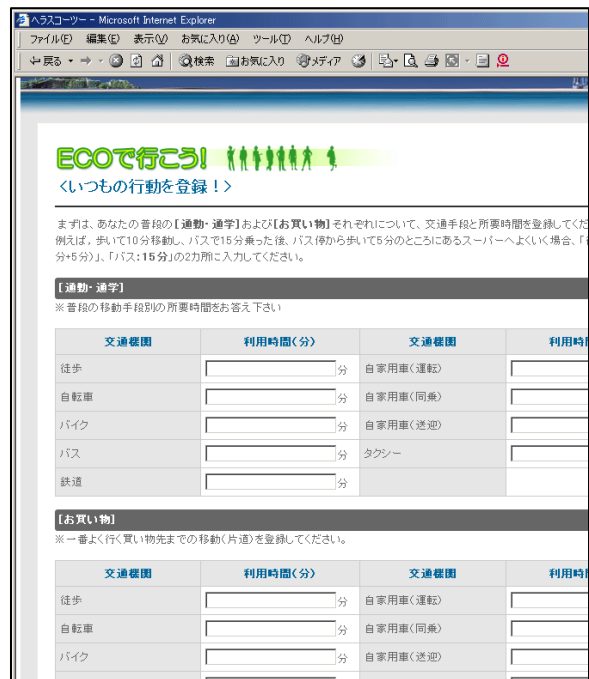 ヘラスコーツー - Microsoft Internet Explorer
ファイル(F) 編集(E) 表示(V) お気に入り(A) ツール(T) ヘルプ(H)
戻る 検索 お気に入り メディア
ECOで行こう!
<いつもの行動を登録！>
まずは、あなたの普段の【通勤・通学】および【お買い物】それぞれについて、交通手段と所要時間を登録してくだ
例えば，歩いて10分移動し、バスで15分乗った後、バス停から歩いて5分のところにあるスーパーへよくいく場合、「
分+5分)」、「バス:15分」の2カ所に入力してください。
【通勤・通学】
※普段の移動手段別の所要時間をお答え下さい
交通機関 利用時間(分) 交通機関 利用時
徒歩 分 自家用車(運転)
自転車 分 自家用車(同乗)
バイク 分 自家用車(送迎)
バス 分 タクシー
鉄道 分
【お買い物】
※一番よく行く買い物先までの移動(片道)を登録してください。
交通機関 利用時間(分) 交通機関 利用時
徒歩 分 自家用車(運転)
自転車 分 自家用車(同乗)
バイク 分 自家用車(送迎)